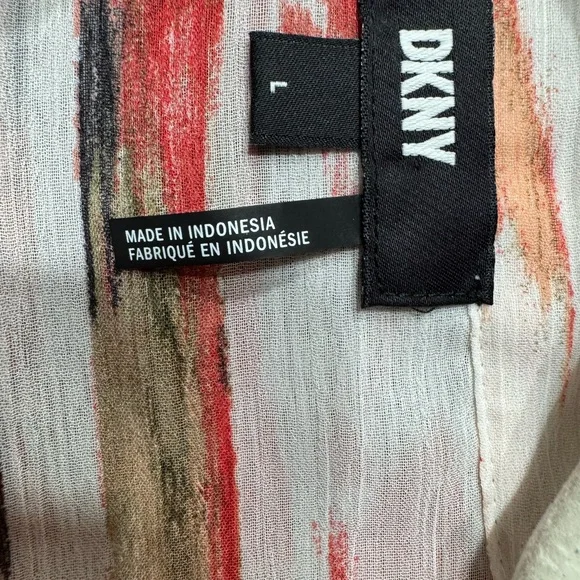 DKNY
L
MADE IN INDONESIA
FABRIQUÉ EN INDONÉSIE